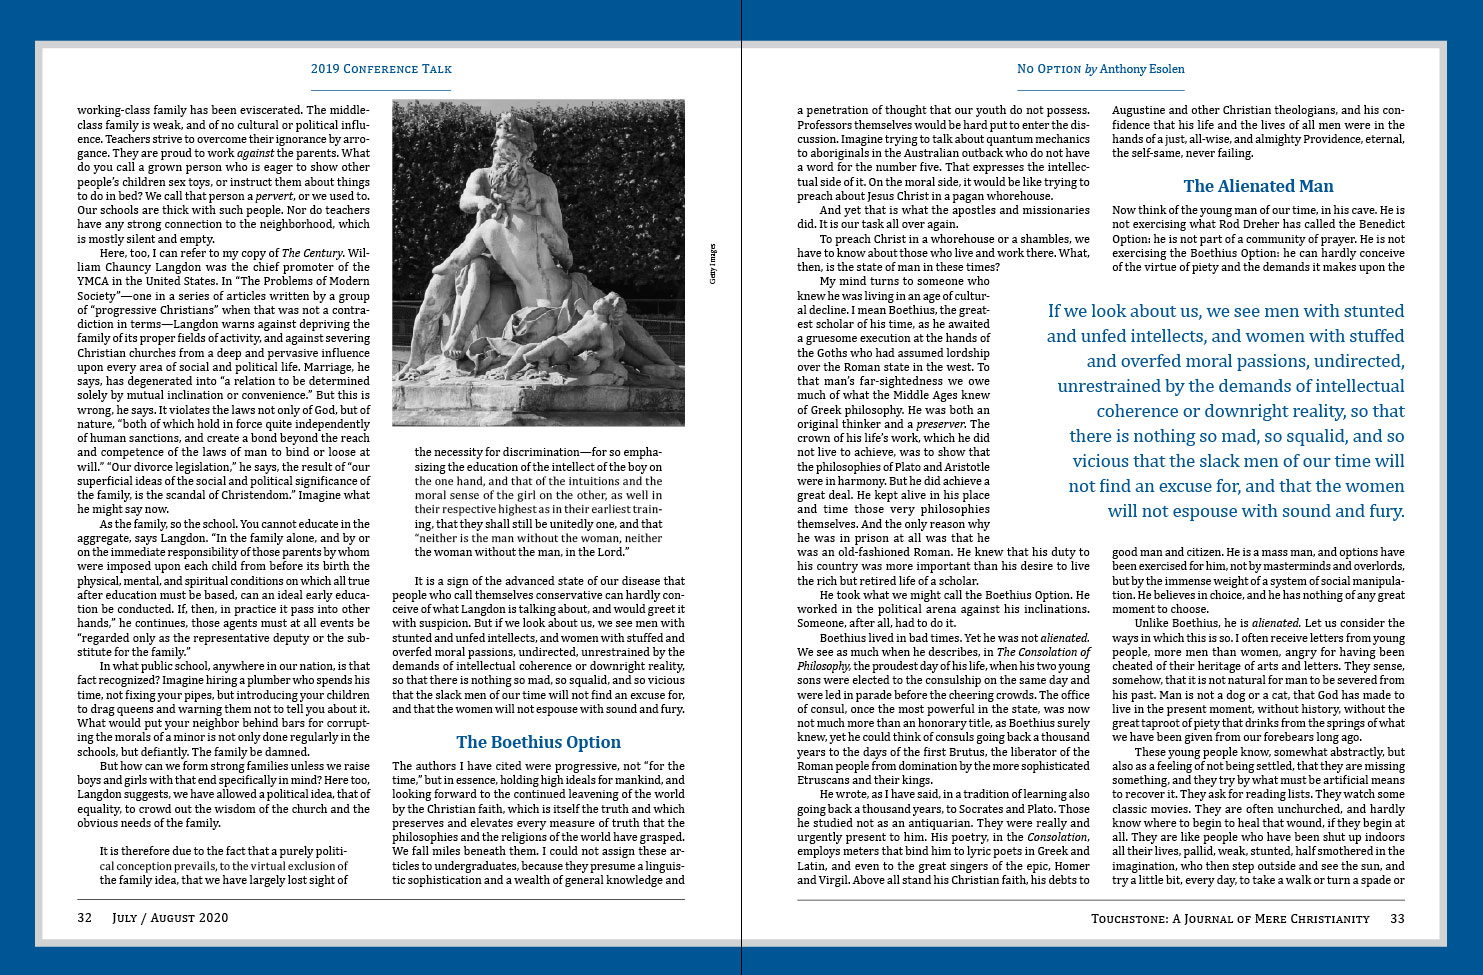 2019 Conference Talk
working-class family has been eviscerated. The middle-
class family is weak, and of no cultural or political influ-
ence. Teachers strive to overcome their ignorance by arro-
gance. They are proud to work against the parents. What
do you call a grown person who is eager to show other
people’s children sex toys, or instruct them about things
to do in bed? We call that person a pervert, or we used to.
Our schools are thick with such people. Nor do teachers
have any strong connection to the neighborhood, which
is mostly silent and empty.
Here, too, I can refer to my copy of The Century. Wil-
liam Chauncy Langdon was the chief promoter of the
YMCA in the United States. In “The Problems of Modern
Society”—one in a series of articles written by a group
of “progressive Christians” when that was not a contra-
diction in terms—Langdon warns against depriving the
family of its proper fields of activity, and against severing
Christian churches from a deep and pervasive influence
upon every area of social and political life. Marriage, he
says, has degenerated into “a relation to be determined
solely by mutual inclination or convenience.” But this is
wrong, he says. It violates the laws not only of God, but of
nature, “both of which hold in force quite independently
of human sanctions, and create a bond beyond the reach
and competence of the laws of man to bind or loose at
will.” “Our divorce legislation,” he says, the result of “our
superficial ideas of the social and political significance of
the family, is the scandal of Christendom.” Imagine what
he might say now.
As the family, so the school. You cannot educate in the
aggregate, says Langdon. “In the family alone, and by or
on the immediate responsibility of those parents by whom
were imposed upon each child from before its birth the
physical, mental, and spiritual conditions on which all true
after education must be based, can an ideal early educa-
tion be conducted. If, then, in practice it pass into other
hands,” he continues, those agents must at all events be
“regarded only as the representative deputy or the sub-
stitute for the family.”
In what public school, anywhere in our nation, is that
fact recognized? Imagine hiring a plumber who spends his
time, not fixing your pipes, but introducing your children
to drag queens and warning them not to tell you about it.
What would put your neighbor behind bars for corrupt-
ing the morals of a minor is not only done regularly in the
schools, but defiantly. The family be damned.
But how can we form strong families unless we raise
boys and girls with that end specifically in mind? Here too,
Langdon suggests, we have allowed a political idea, that of
equality, to crowd out the wisdom of the church and the
obvious needs of the family.
It is therefore due to the fact that a purely politi-
cal conception prevails, to the virtual exclusion of
the family idea, that we have largely lost sight of
Getty Images
the necessity for discrimination—for so empha-
sizing the education of the intellect of the boy on
the one hand, and that of the intuitions and the
moral sense of the girl on the other, as well in
their respective highest as in their earliest train-
ing, that they shall still be unitedly one, and that
“neither is the man without the woman, neither
the woman without the man, in the Lord.”
It is a sign of the advanced state of our disease that
people who call themselves conservative can hardly con-
ceive of what Langdon is talking about, and would greet it
with suspicion. But if we look about us, we see men with
stunted and unfed intellects, and women with stuffed and
overfed moral passions, undirected, unrestrained by the
demands of intellectual coherence or downright reality,
so that there is nothing so mad, so squalid, and so vicious
that the slack men of our time will not find an excuse for,
and that the women will not espouse with sound and fury.
The Boethius Option
The authors I have cited were progressive, not “for the
time,” but in essence, holding high ideals for mankind, and
looking forward to the continued leavening of the world
by the Christian faith, which is itself the truth and which
preserves and elevates every measure of truth that the
philosophies and the religions of the world have grasped.
We fall miles beneath them. I could not assign these ar-
ticles to undergraduates, because they presume a linguis-
tic sophistication and a wealth of general knowledge and
32 July / August 2020
No Option by Anthony Esolen
a penetration of thought that our youth do not possess.
Professors themselves would be hard put to enter the dis-
cussion. Imagine trying to talk about quantum mechanics
to aboriginals in the Australian outback who do not have
a word for the number five. That expresses the intellec-
tual side of it. On the moral side, it would be like trying to
preach about Jesus Christ in a pagan whorehouse.
And yet that is what the apostles and missionaries
did. It is our task all over again.
To preach Christ in a whorehouse or a shambles, we
have to know about those who live and work there. What,
then, is the state of man in these times?
My mind turns to someone who
knew he was living in an age of cultur-
al decline. I mean Boethius, the great-
est scholar of his time, as he awaited
a gruesome execution at the hands of
the Goths who had assumed lordship
over the Roman state in the west. To
that man’s far-sightedness we owe
much of what the Middle Ages knew
of Greek philosophy. He was both an
original thinker and a preserver. The
crown of his life’s work, which he did
not live to achieve, was to show that
the philosophies of Plato and Aristotle
were in harmony. But he did achieve a
great deal. He kept alive in his place
and time those very philosophies
themselves. And the only reason why
he was in prison at all was that he
was an old-fashioned Roman. He knew that his duty to
his country was more important than his desire to live
the rich but retired life of a scholar.
He took what we might call the Boethius Option. He
worked in the political arena against his inclinations.
Someone, after all, had to do it.
Boethius lived in bad times. Yet he was not alienated.
We see as much when he describes, in The Consolation of
Philosophy, the proudest day of his life, when his two young
sons were elected to the consulship on the same day and
were led in parade before the cheering crowds. The office
of consul, once the most powerful in the state, was now
not much more than an honorary title, as Boethius surely
knew, yet he could think of consuls going back a thousand
years to the days of the first Brutus, the liberator of the
Roman people from domination by the more sophisticated
Etruscans and their kings.
He wrote, as I have said, in a tradition of learning also
going back a thousand years, to Socrates and Plato. Those
he studied not as an antiquarian. They were really and
urgently present to him. His poetry, in the Consolation,
employs meters that bind him to lyric poets in Greek and
Latin, and even to the great singers of the epic, Homer
and Virgil. Above all stand his Christian faith, his debts to
Augustine and other Christian theologians, and his con-
fidence that his life and the lives of all men were in the
hands of a just, all-wise, and almighty Providence, eternal,
the self-same, never failing.
The Alienated Man
Now think of the young man of our time, in his cave. He is
not exercising what Rod Dreher has called the Benedict
Option: he is not part of a community of prayer. He is not
exercising the Boethius Option: he can hardly conceive
of the virtue of piety and the demands it makes upon the
If we look about us, we see men with stunted
and unfed intellects, and women with stuffed
and overfed moral passions, undirected,
unrestrained by the demands of intellectual
coherence or downright reality, so that
there is nothing so mad, so squalid, and so
vicious that the slack men of our time will
not find an excuse for, and that the women
will not espouse with sound and fury.
good man and citizen. He is a mass man, and options have
been exercised for him, not by masterminds and overlords,
but by the immense weight of a system of social manipula-
tion. He believes in choice, and he has nothing of any great
moment to choose.
Unlike Boethius, he is alienated. Let us consider the
ways in which this is so. I often receive letters from young
people, more men than women, angry for having been
cheated of their heritage of arts and letters. They sense,
somehow, that it is not natural for man to be severed from
his past. Man is not a dog or a cat, that God has made to
live in the present moment, without history, without the
great taproot of piety that drinks from the springs of what
we have been given from our forebears long ago.
These young people know, somewhat abstractly, but
also as a feeling of not being settled, that they are missing
something, and they try by what must be artificial means
to recover it. They ask for reading lists. They watch some
classic movies. They are often unchurched, and hardly
know where to begin to heal that wound, if they begin at
all. They are like people who have been shut up indoors
all their lives, pallid, weak, stunted, half smothered in the
imagination, who then step outside and see the sun, and
try a little bit, every day, to take a walk or turn a spade or
Touchstone: A Journal of Mere Christianity 33